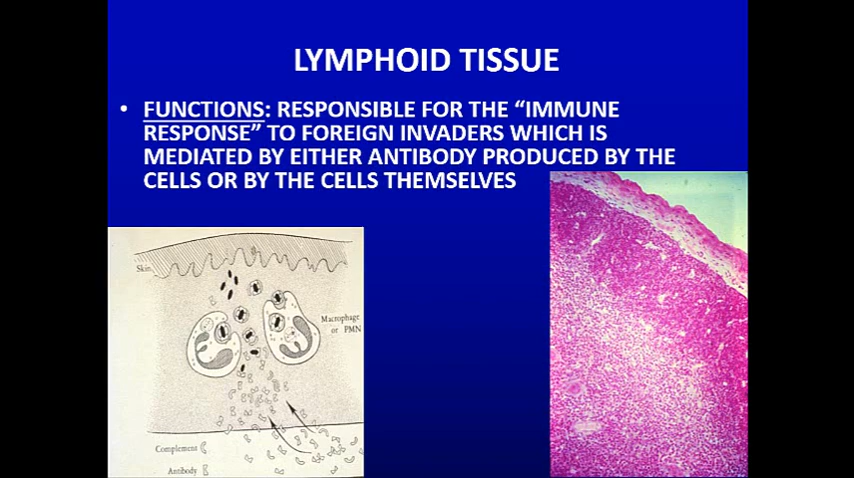 LYMPHOID TISSUE
• FUNCTIONS: RESPONSIBLE FOR THE “IMMUNE
RESPONSE” TO FOREIGN INVADERS WHICH IS
MEDIATED BY EITHER ANTIBODY PRODUCED BY THE
CELLS OR BY THE CELLS THEMSELVES
Skin
Macrophage
or PMN
Complement
Antibody